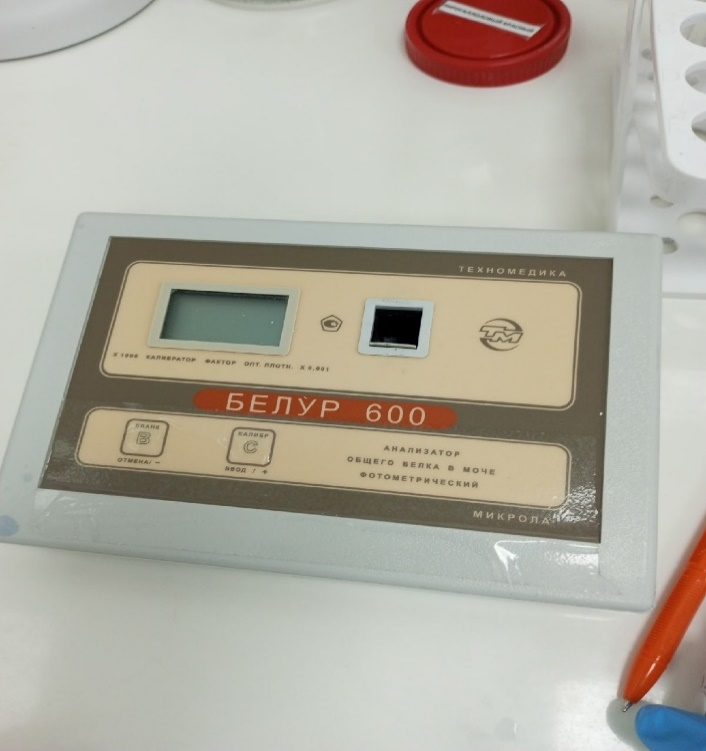 ТЕХНОМЕДИКА
ТМ
X 1000 КАЛИБРАТОР ФАКТОР ОПТ. ПЛОТН. X 0,001
БЕЛУР 600
БЛАНК
B
ОТМЕНА/ –
КАЛИБР
C
ВВОД / +
АНАЛИЗАТОР
ОБЩЕГО БЕЛКА В МОЧЕ
ФОТОМЕТРИЧЕСКИЙ